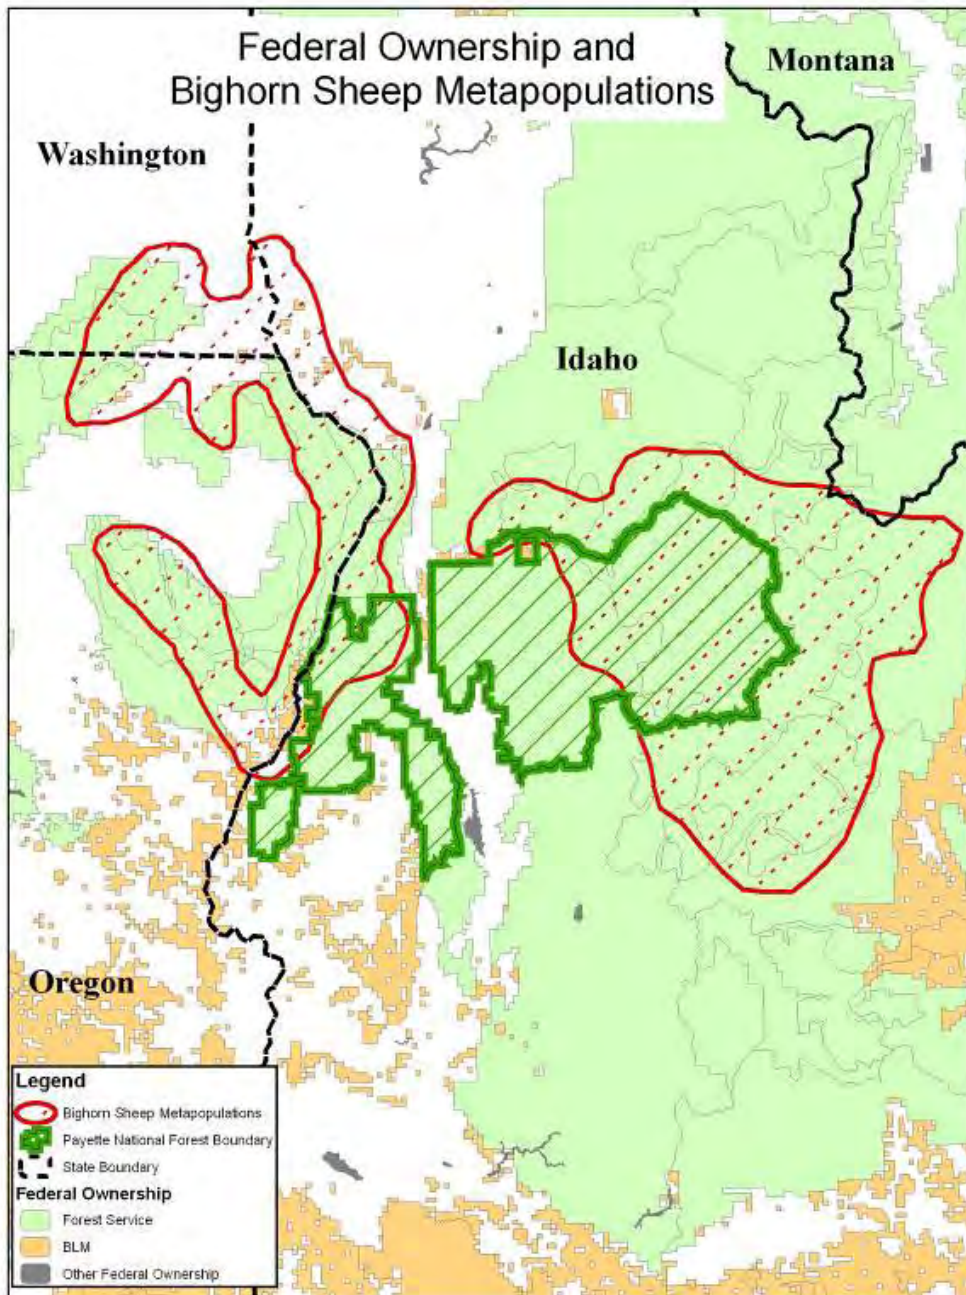 Federal Ownership and
Bighorn Sheep Metapopulations
Montana
Washington
Idaho
Oregon
Legend
Bighorn Sheep Metapopulations
Payette National Forest Boundary
State Boundary
Federal Ownership
Forest Service
BLM
Other Federal Ownership